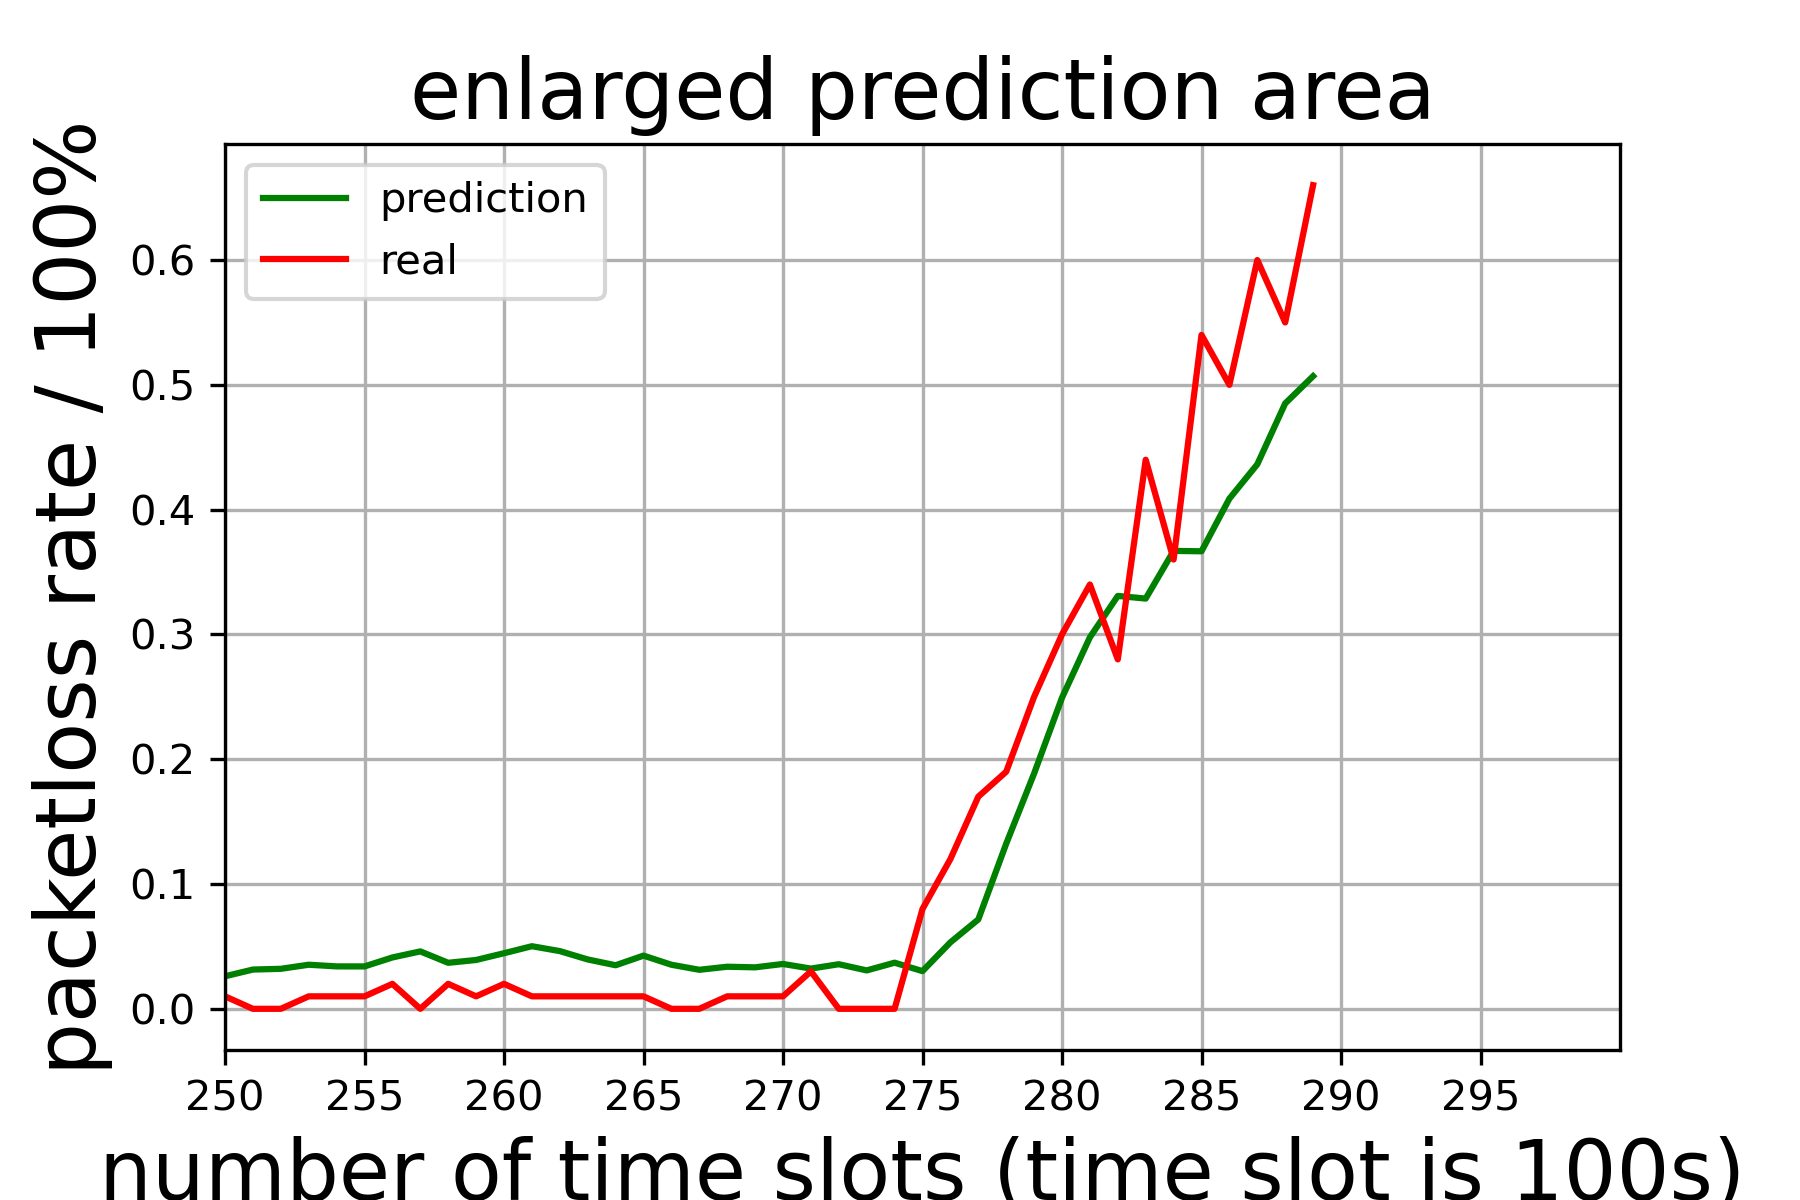 enlarged prediction area
packetloss rate / 100%
prediction
real
0.6
0.5
0.4
0.3
0.2
0.1
0.0
250 255 260 265 270 275 280 285 290 295
number of time slots (time slot is 100s)